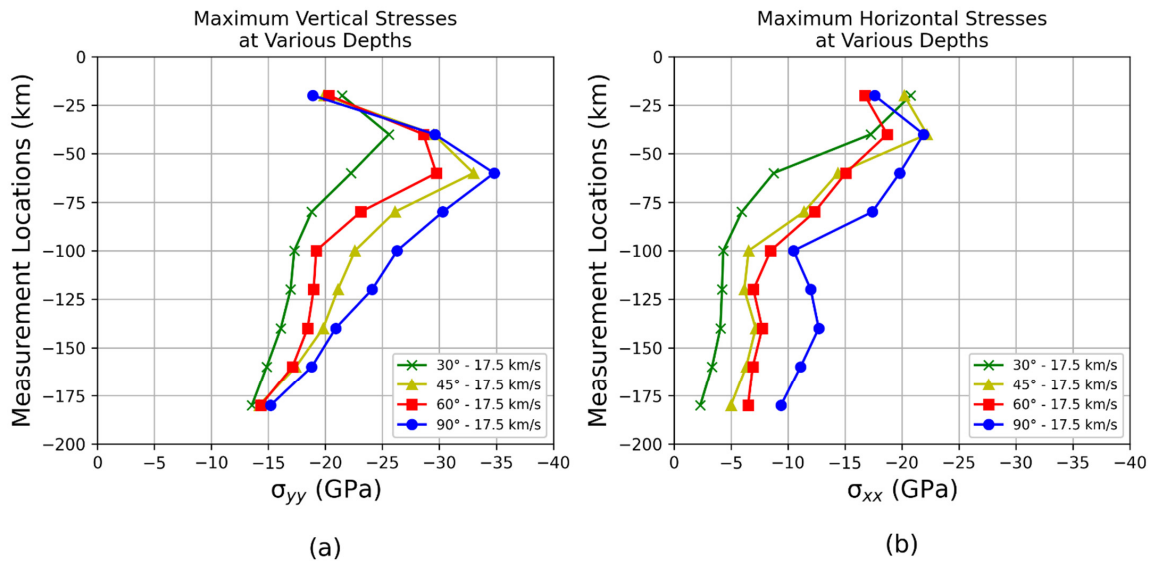 Maximum Vertical Stresses
at Various Depths
Measurement Locations (km)
0
−25
−50
−75
−100
−125
−150
−175
−200
0 −5 −15 −15 −20 −25 −30 −35 −40
30° - 17.5 km/s
45° - 17.5 km/s
60° - 17.5 km/s
90° - 17.5 km/s
σyy (GPa)
(a)
Maximum Horizontal Stresses
at Various Depths
Measurement Locations (km)
0
−25
−50
−75
−100
−125
−150
−175
−200
0 −5 −10 −15 −20 −25 −30 −35 −40
30° - 17.5 km/s
45° - 17.5 km/s
60° - 17.5 km/s
90° - 17.5 km/s
σxx (GPa)
(b)